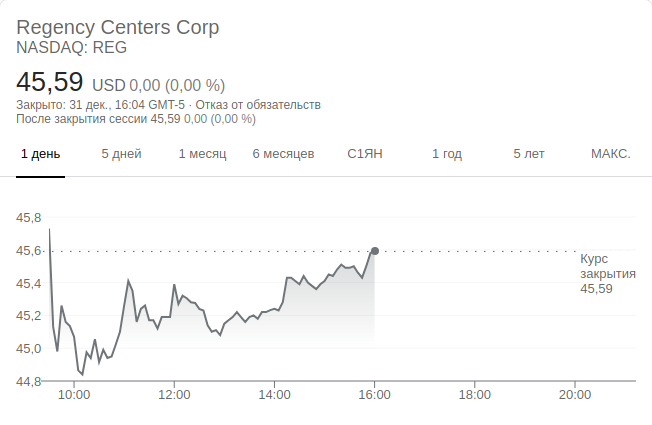 Regency Centers Corp
NASDAQ: REG
45,59 USD 0,00 (0,00 %)
Закрыто: 31 дек., 16:04 GMT-5 · Отказ от обязательств
После закрытия сессии 45,59 0,00 (0,00 %)
1 день 5 дней 1 месяц 6 месяцев С1ЯН 1 год 5 лет МАКС.
45,8
45,6
45,4
45,2
45,0
44,8
Курс
закрытия
45,59
10:00 12:00 14:00 16:00 18:00 20:00